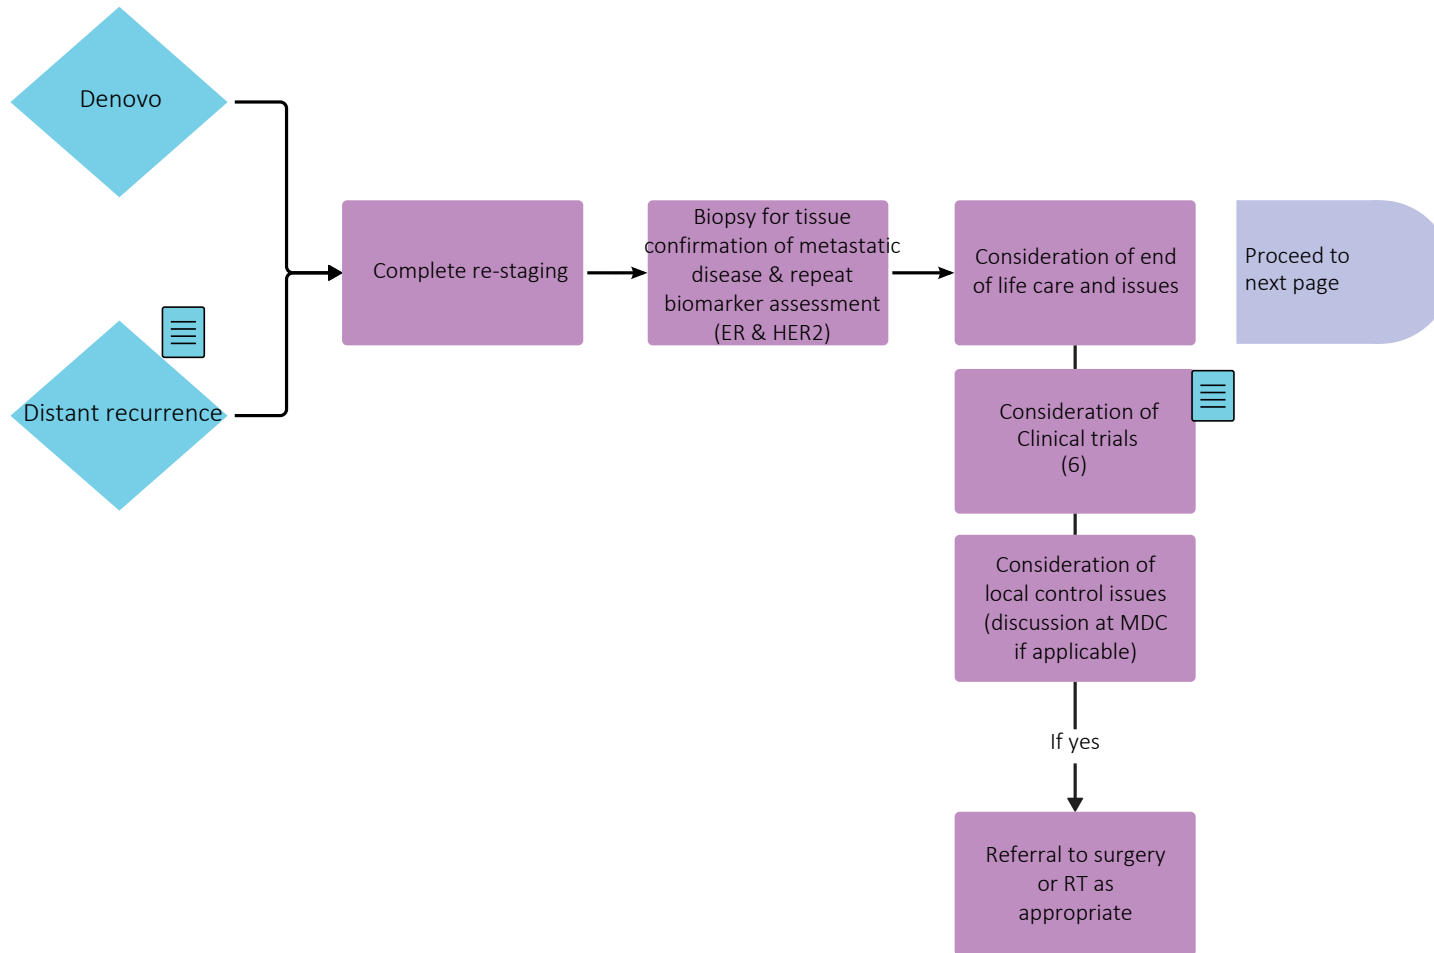 Denovo
Distant recurrence
Complete re-staging
Biopsy for tissue
confirmation of metastatic
disease & repeat
biomarker assessment
(ER & HER2)
Consideration of end
of life care and issues
Proceed to
next page
Consideration of
Clinical trials
(6)
Consideration of
local control issues
(discussion at MDC
if applicable)
If yes
Referral to surgery
or RT as
appropriate